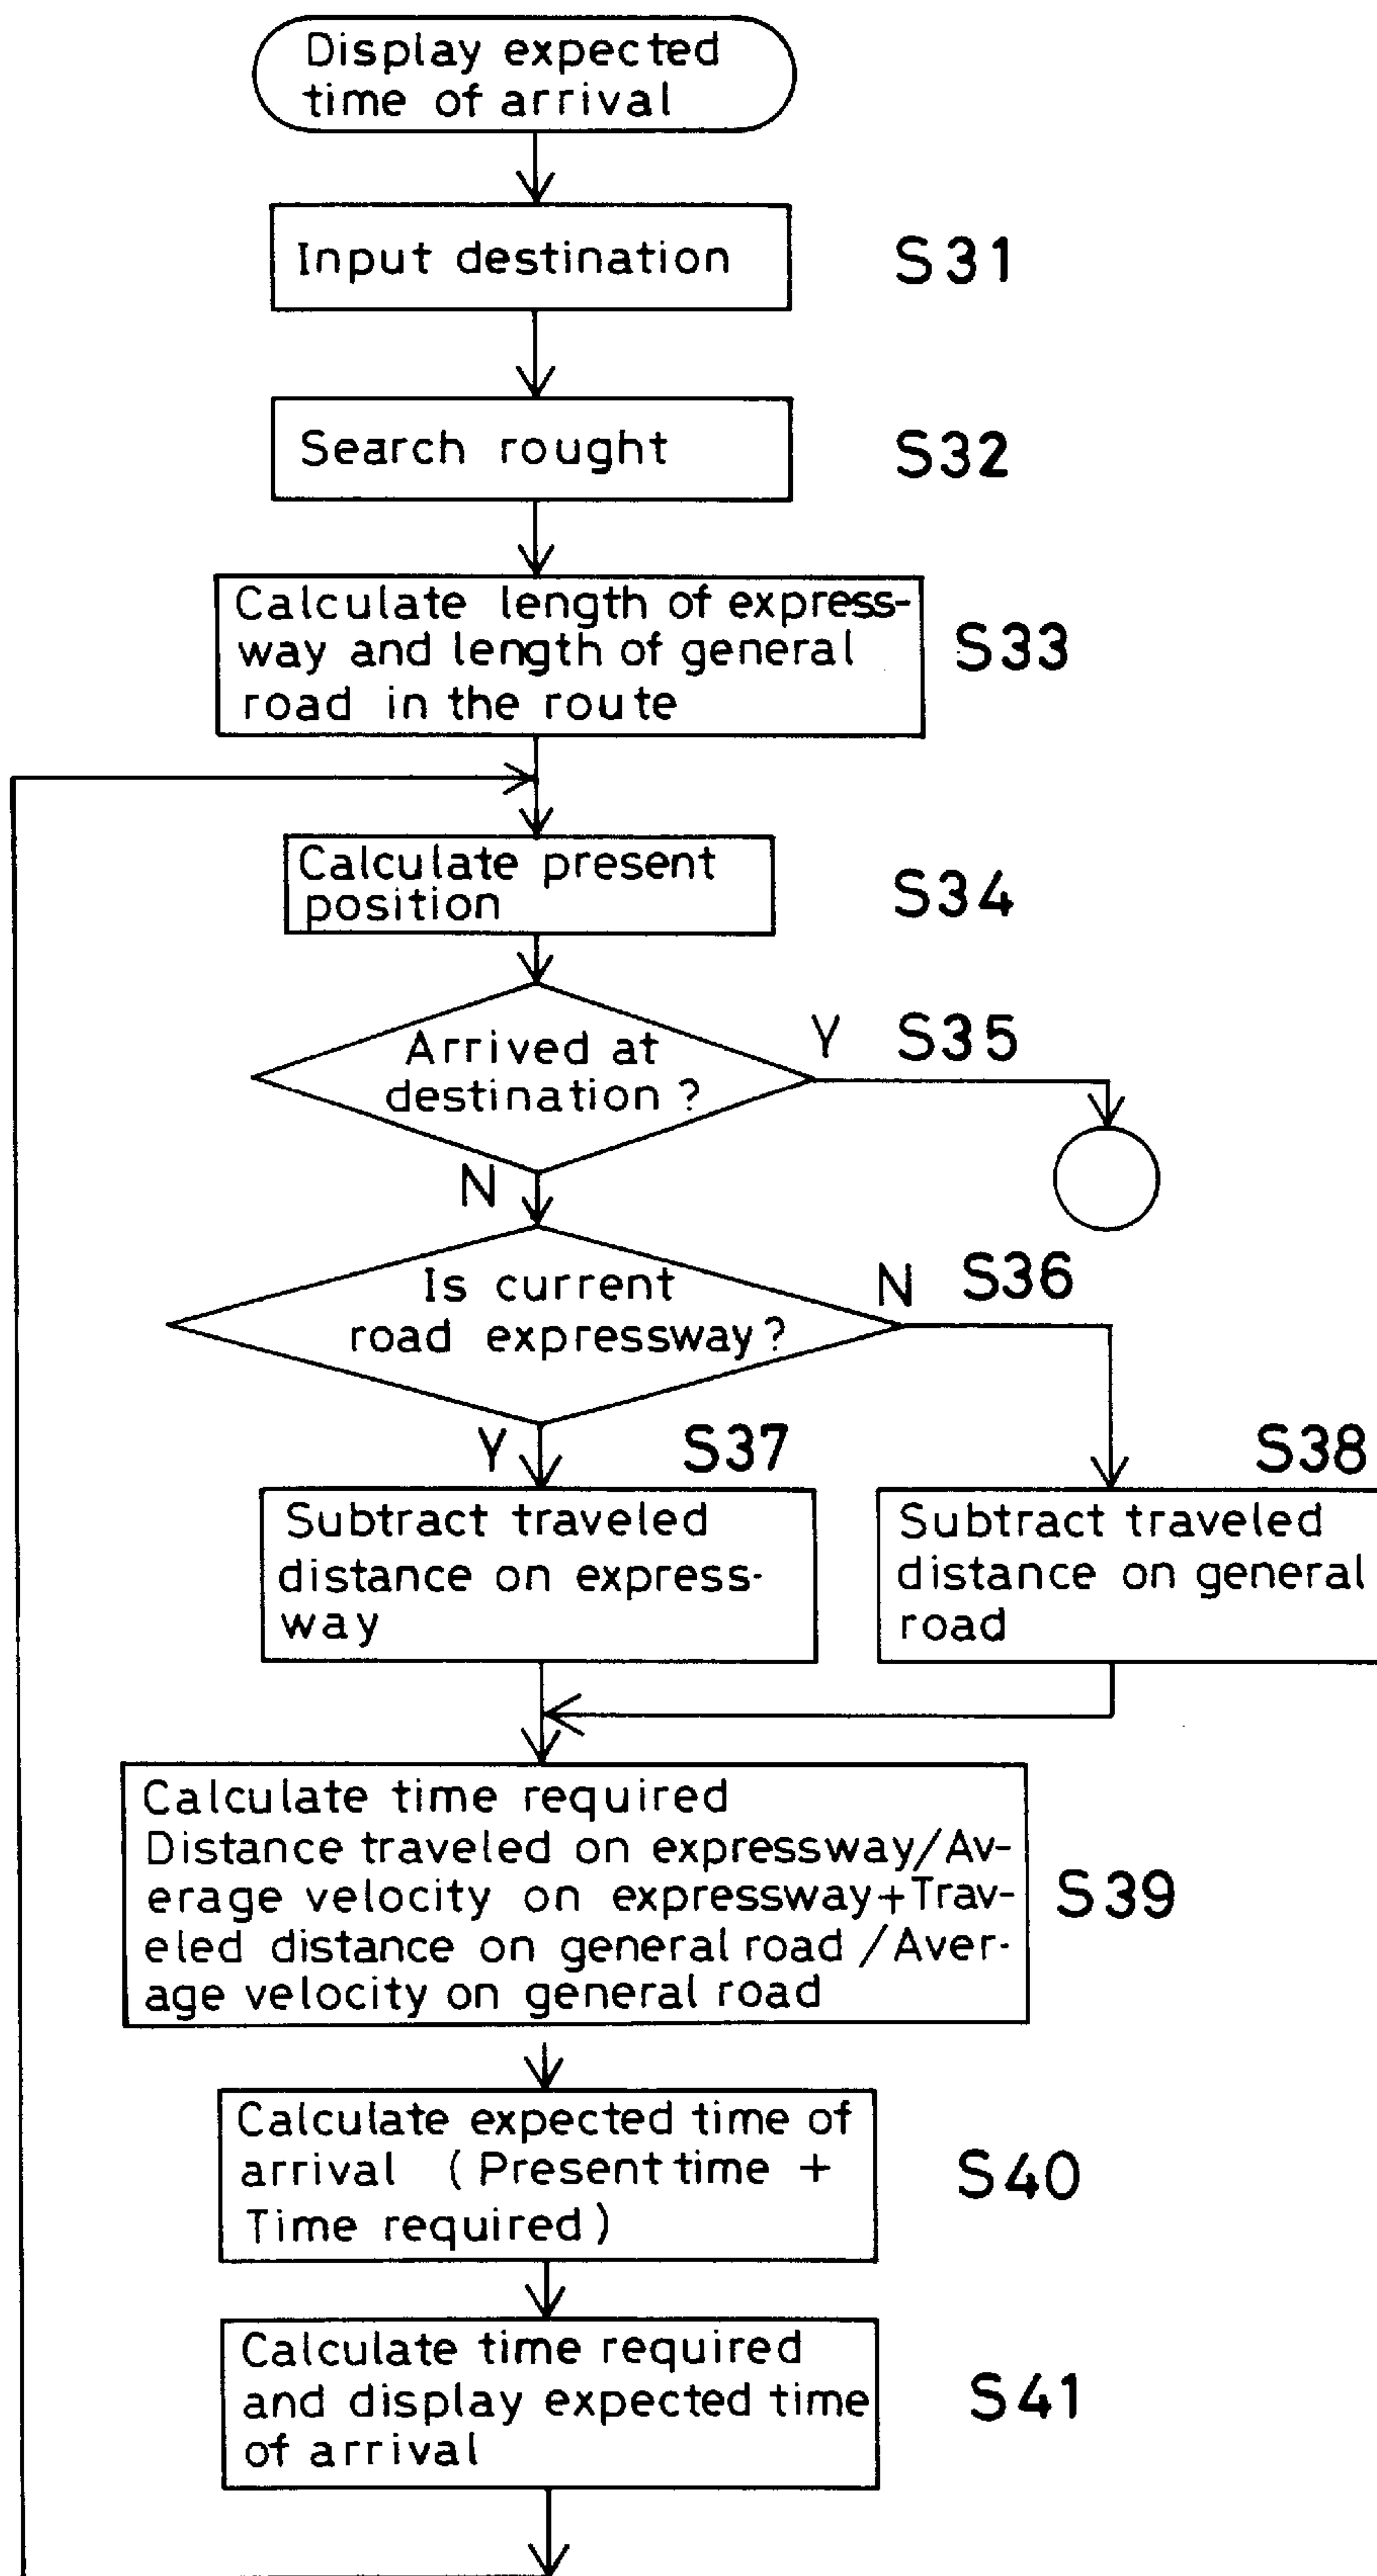 Display expected
time of arrival
Input destination
S31
Search rought
S32
Calculate length of express-
way and length of general
road in the route
S33
Calculate present
position
S34
Arrived at
destination?
Y
S35
N
Is current
road expressway?
N
S36
Y
S37
S38
Subtract traveled
distance on express-
way
Subtract traveled
distance on general
road
Calculate time required
Distance traveled on expressway/Av-
erage velocity on expressway+Trav-
eled distance on general road/Aver-
age velocity on general road
S39
Calculate expected time of
arrival (Present time +
Time required)
S40
Calculate time required
and display expected time
of arrival
S41